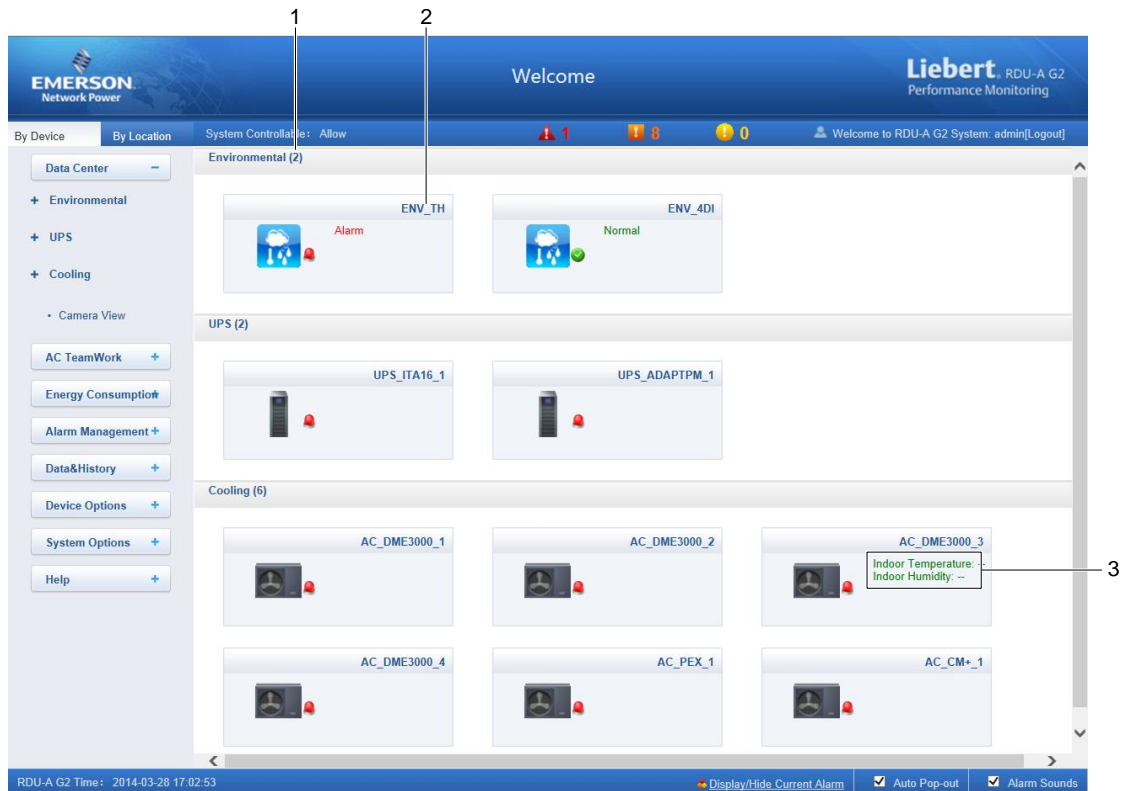 1
2
EMERSON
Network Power
Welcome
Liebert. RDU-A G2
Performance Monitoring
By Device
By Location
System Controllable: Allow
1
8
0
Welcome to RDU-A G2 System: admin[Logout]
Data Center −
+ Environmental
+ UPS
+ Cooling
• Camera View
AC TeamWork +
Energy Consumption+
Alarm Management +
Data&History +
Device Options +
System Options +
Help +
Environmental (2)
ENV_TH
Alarm
ENV_4DI
Normal
UPS (2)
UPS_ITA16_1
UPS_ADAPTPM_1
Cooling (6)
AC_DME3000_1
AC_DME3000_2
AC_DME3000_3
Indoor Temperature: --
Indoor Humidity: --
3
AC_DME3000_4
AC_PEX_1
AC_CM+_1
RDU-A G2 Time: 2014-03-28 17:02:53
Display/Hide Current Alarm
Auto Pop-out
Alarm Sounds